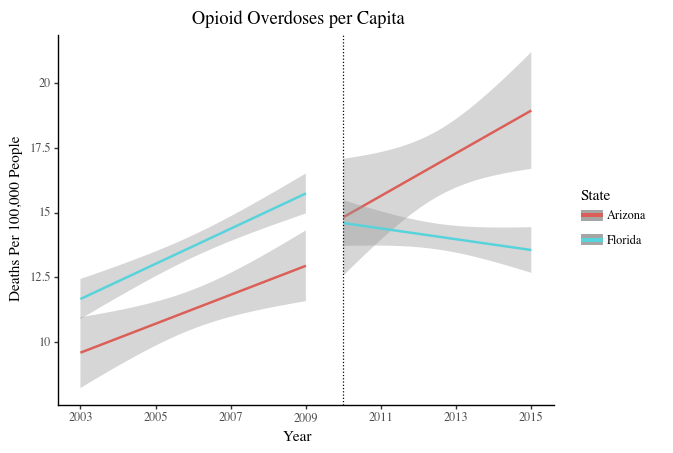 Opioid Overdoses per Capita
Deaths Per 100,000 People
20
17.5
15
12.5
10
2003 2005 2007 2009 2011 2013 2015
Year
State
Arizona
Florida